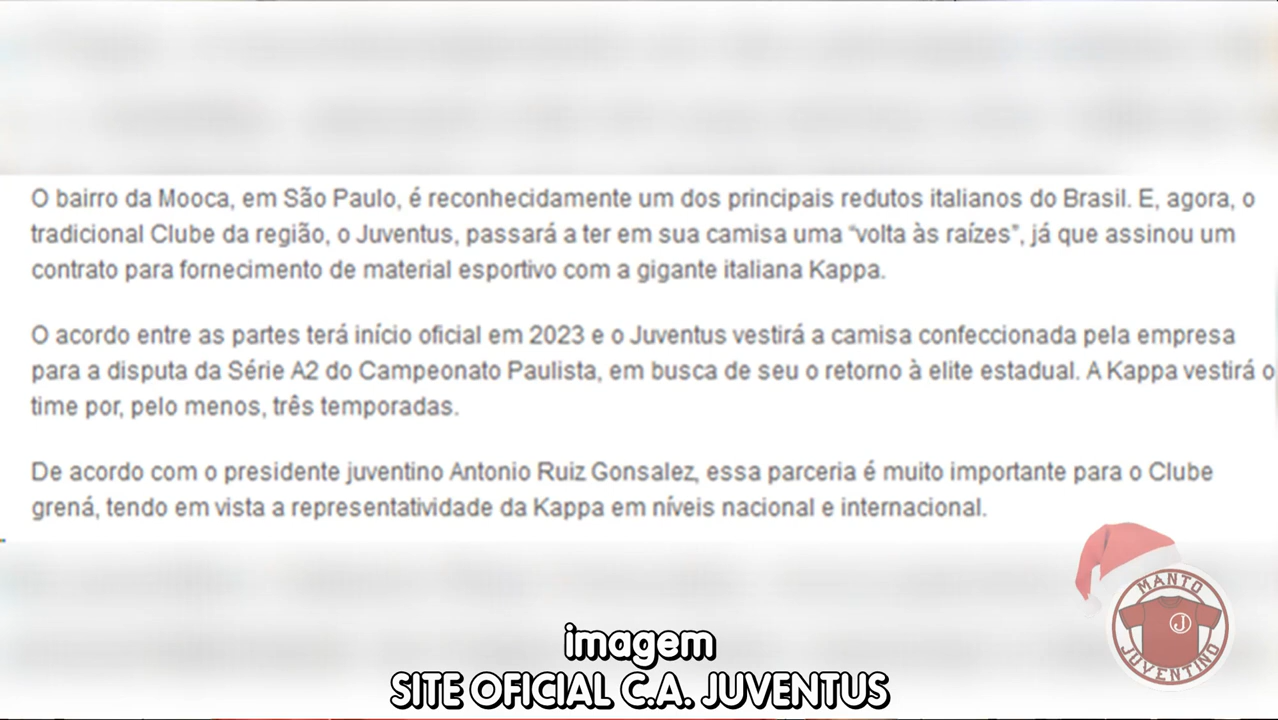 O bairro da Mooca, em São Paulo, é reconhecidamente um dos principais redutos italianos do Brasil. E, agora, o
tradicional Clube da região, o Juventus, passará a ter em sua camisa uma “volta às raízes”, já que assinou um
contrato para fornecimento de material esportivo com a gigante italiana Kappa.
O acordo entre as partes terá início oficial em 2023 e o Juventus vestirá a camisa confeccionada pela empresa
para a disputa da Série A2 do Campeonato Paulista, em busca de seu o retorno à elite estadual. A Kappa vestirá o
time por, pelo menos, três temporadas.
De acordo com o presidente juventino Antonio Ruiz Gonsalez, essa parceria é muito importante para o Clube
grená, tendo em vista a representatividade da Kappa em níveis nacional e internacional.
MANTO
J
JUVENTINO
imagem
SITE OFICIAL C.A. JUVENTUS